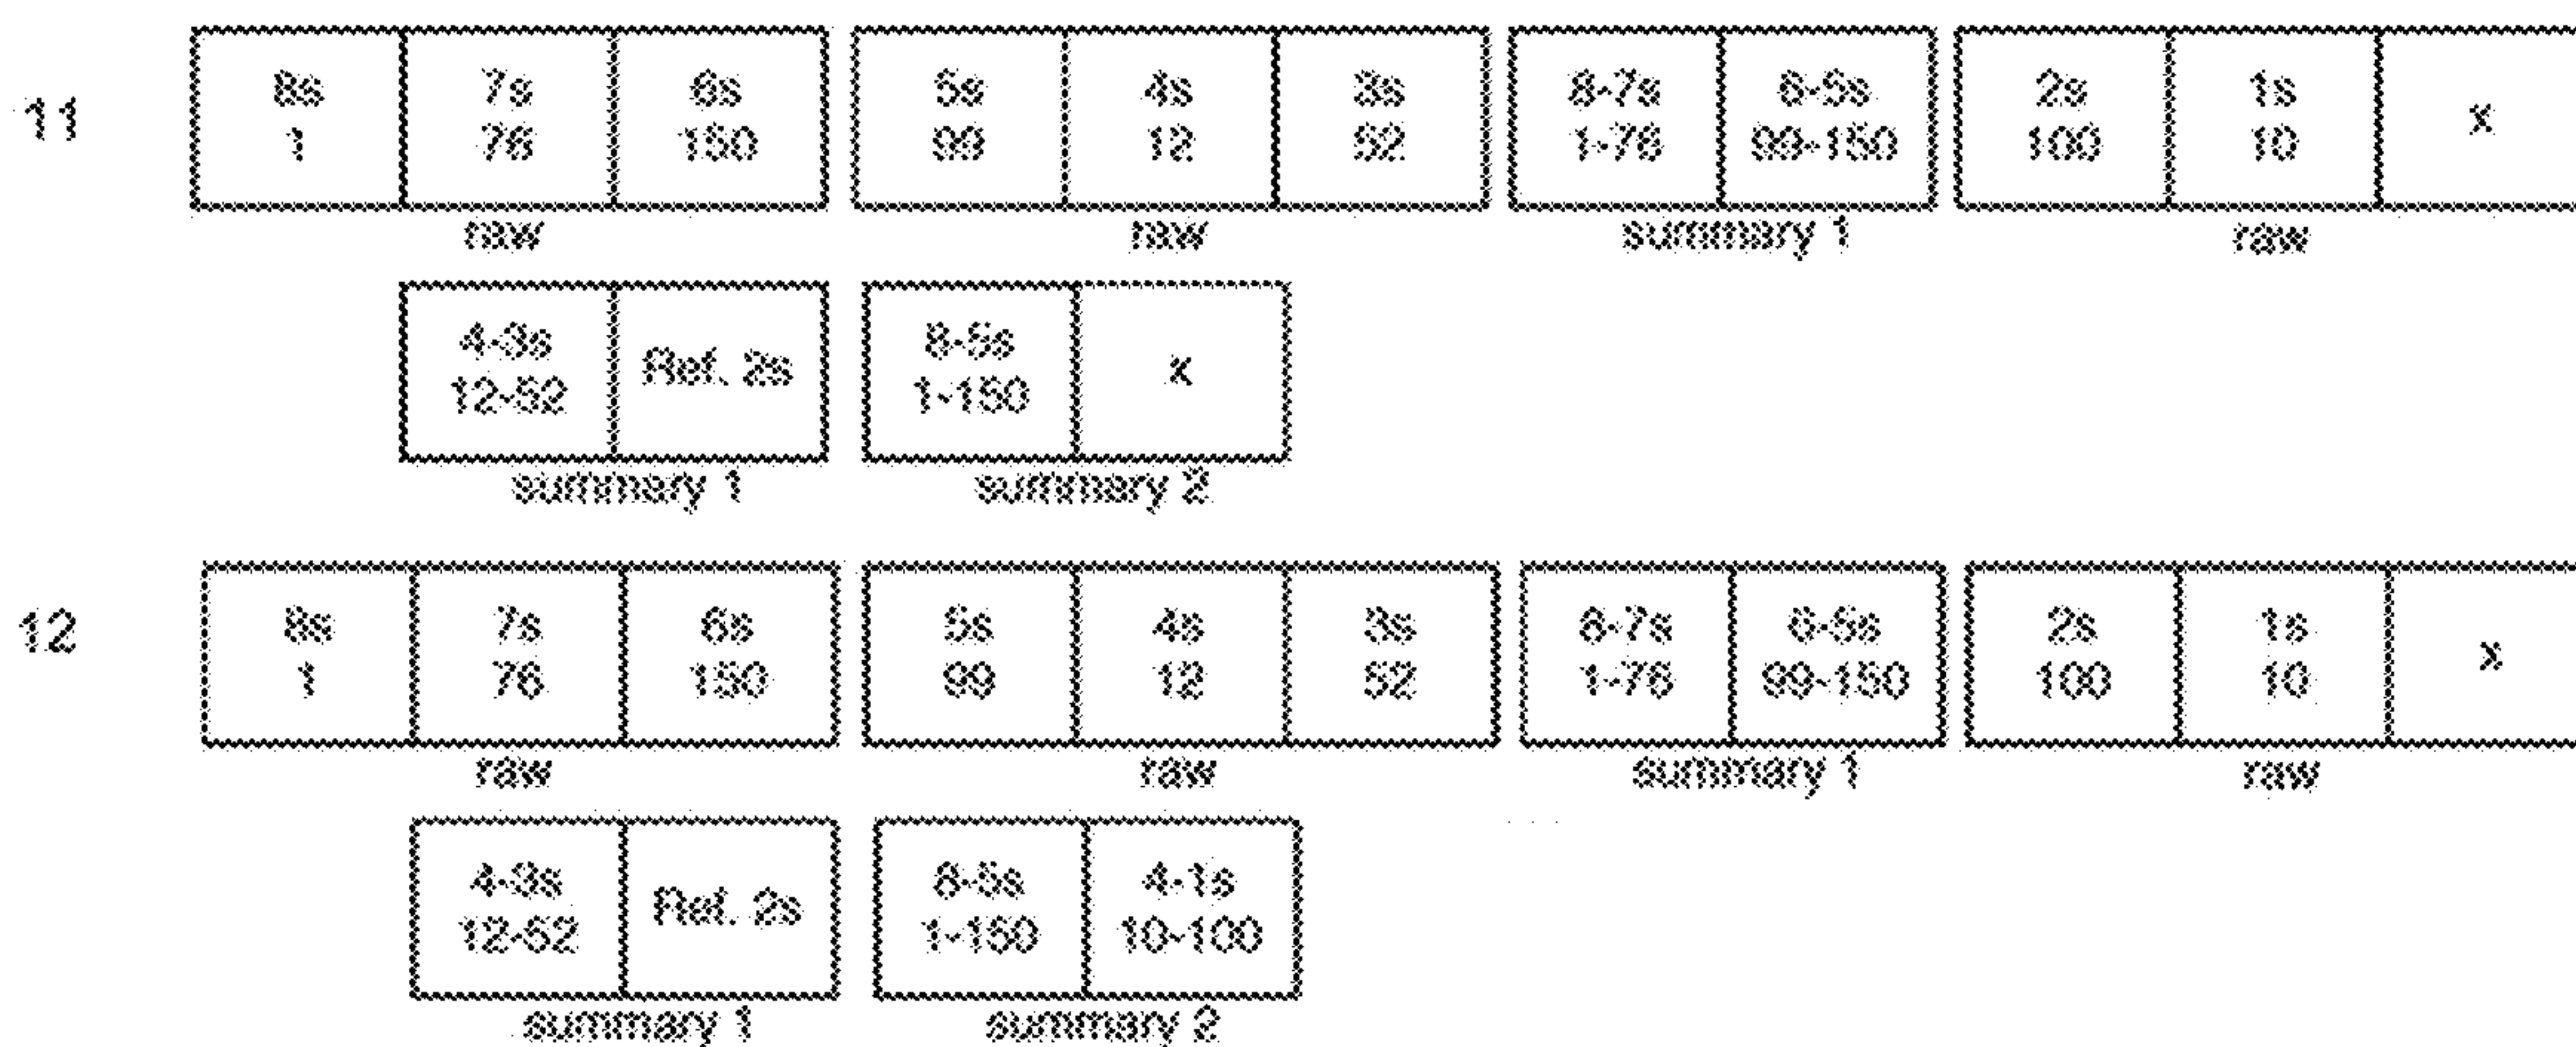 11
8s 7s 6s 5s 4s 3s 8-7s 6-5s 2s 1s x
1 76 150 99 12 52 1-76 99-150 100 10
raw raw summary 1 raw
4-3s Ref. 2s 8-5s x
12-52 1-150
summary 1 summary 2
12
8s 7s 6s 5s 4s 3s 8-7s 6-5s 2s 1s x
1 76 150 99 12 52 1-76 99-150 100 10
raw raw summary 1 raw
4-3s Ref. 2s 8-5s 4-1s
12-52 1-150 10-100
summary 1 summary 2